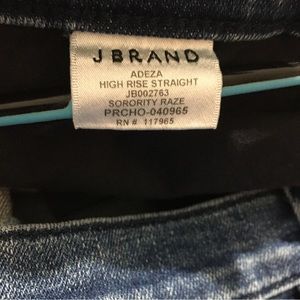 J BRAND
ADEZA
HIGH RISE STRAIGHT
JB002763
SORORITY RAZE
PRCHO-040965
RN # 117965